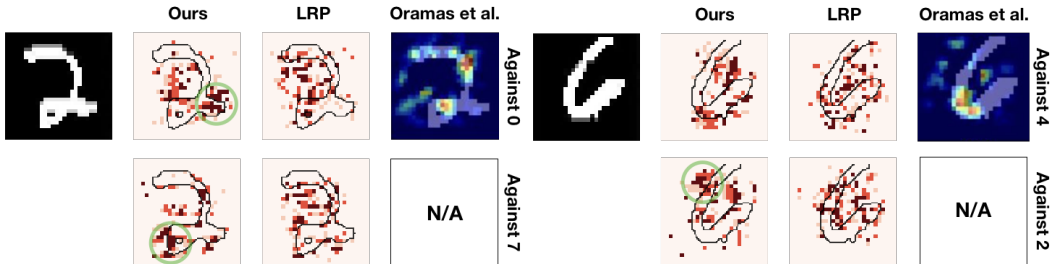 Ours LRP Oramas et al. Ours LRP Oramas et al.
Against 0
Against 4
N/A
Against 7
N/A
Against 2